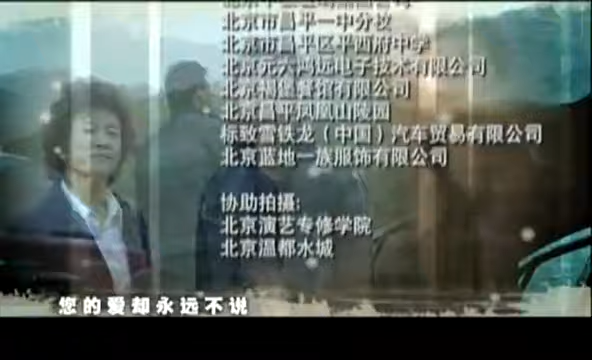 北京市昌平一中分校
北京市昌平区平西府中学
北京元六鸿远电子技术有限公司
北京福堡餐馆有限公司
北京昌平凤凰山陵园
标致雪铁龙（中国）汽车贸易有限公司
北京蓝地一族服饰有限公司
协助拍摄:
北京演艺专修学院
北京温都水城
您的爱却永远不说